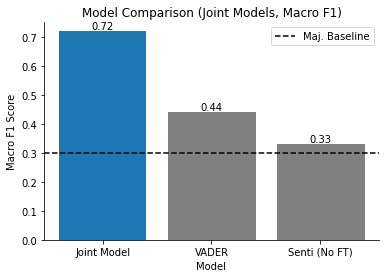 Model Comparison (Joint Models, Macro F1)
0.72
Maj. Baseline
0.7
0.6
0.5
0.44
0.4
0.33
0.3
0.2
0.1
0.0
Macro F1 Score
Joint Model VADER Senti (No FT)
Model